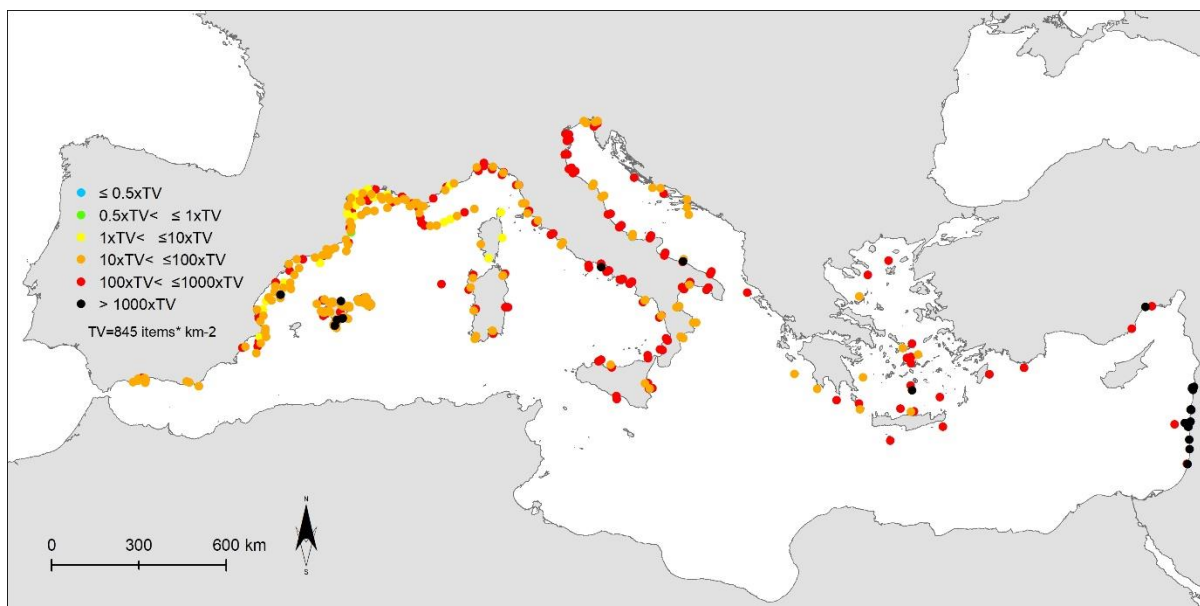 ≤ 0.5xTV
0.5xTV< ≤ 1xTV
1xTV< ≤10xTV
10xTV< ≤100xTV
100xTV< ≤1000xTV
> 1000xTV
TV=845 items* km-2
N
S
0 300 600 km